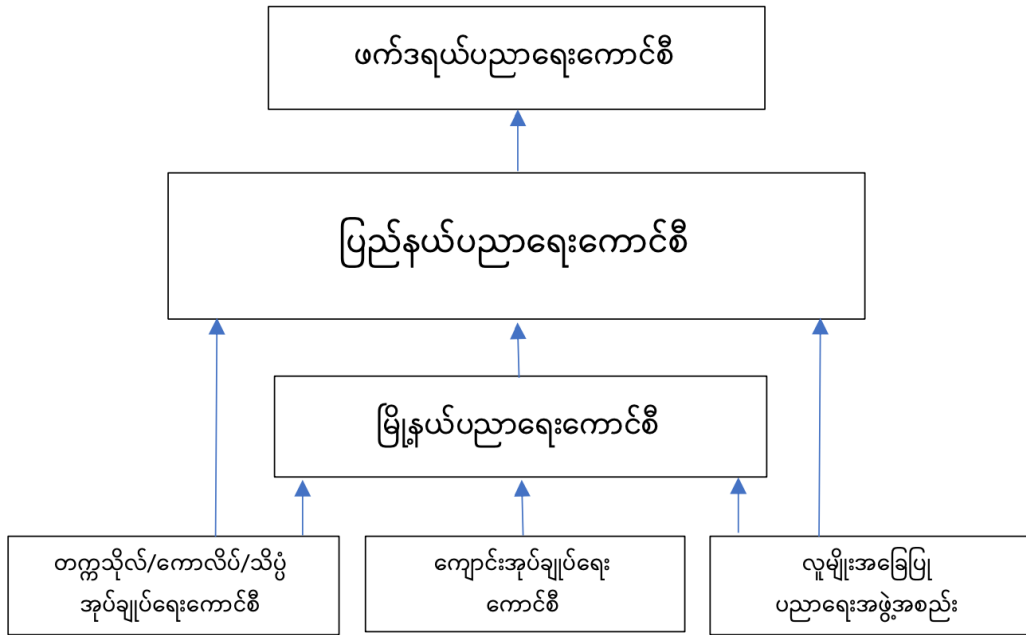 ဖက်ဒရယ်ပညာရေးကောင်စီ
ပြည်နယ်ပညာရေးကောင်စီ
မြို့နယ်ပညာရေးကောင်စီ
တက္ကသိုလ်/ကောလိပ်/သိပ္ပံ
အုပ်ချုပ်ရေးကောင်စီ
ကျောင်းအုပ်ချုပ်ရေး
ကောင်စီ
လူမျိုးအခြေပြု
ပညာရေးအဖွဲ့အစည်း